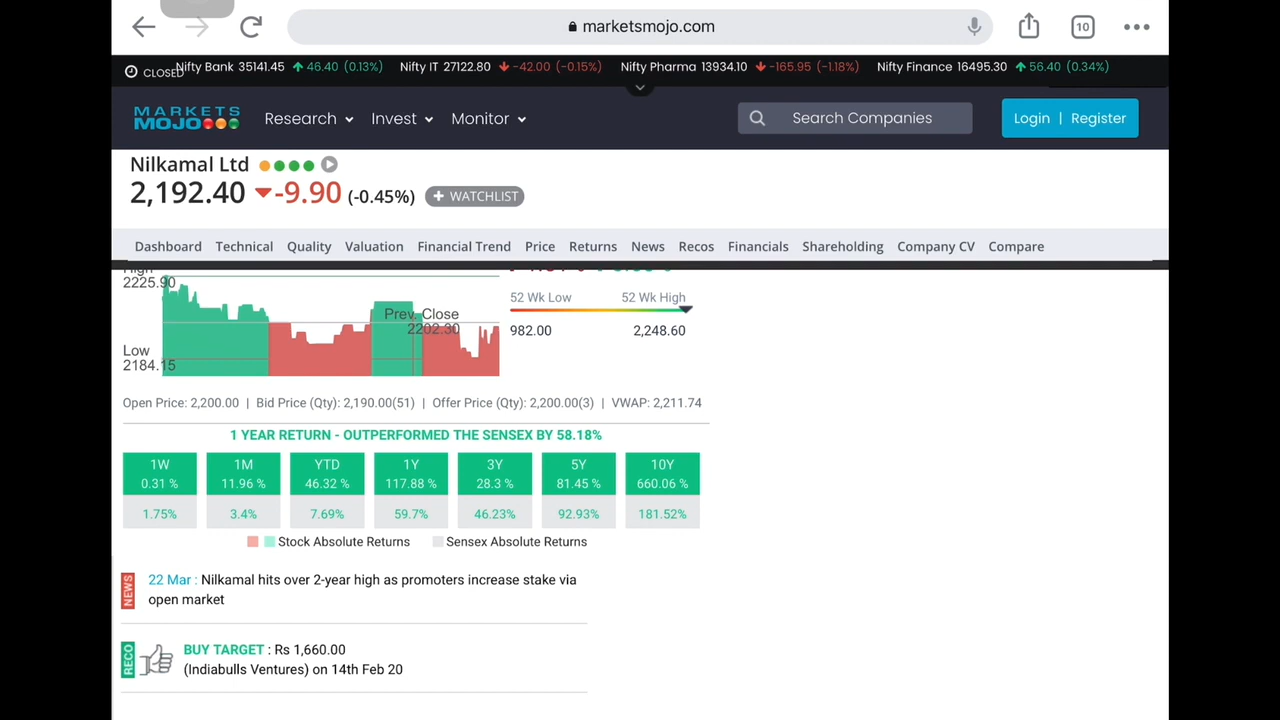 marketsmojo.com
10
CLOSED
Nifty Bank 35141.45 46.40 (0.13%) Nifty IT 27122.80 -42.00 (-0.15%) Nifty Pharma 13934.10 -165.95 (-1.18%) Nifty Finance 16495.30 56.40 (0.34%)
MARKETS
MOJO
Research Invest Monitor Search Companies Login | Register
Nilkamal Ltd
2,192.40 -9.90 (-0.45%) + WATCHLIST
Dashboard Technical Quality Valuation Financial Trend Price Returns News Recos Financials Shareholding Company CV Compare
High
2225.90
52 Wk Low 52 Wk High
Prev. Close
2202.30
982.00 2,248.60
Low
2184.15
Open Price: 2,200.00 | Bid Price (Qty): 2,190.00(51) | Offer Price (Qty): 2,200.00(3) | VWAP: 2,211.74
1 YEAR RETURN - OUTPERFORMED THE SENSEX BY 58.18%
1W 1M YTD 1Y 3Y 5Y 10Y
0.31 % 11.96 % 46.32 % 117.88 % 28.3 % 81.45 % 660.06 %
1.75% 3.4% 7.69% 59.7% 46.23% 92.93% 181.52%
Stock Absolute Returns Sensex Absolute Returns
NEWS
22 Mar : Nilkamal hits over 2-year high as promoters increase stake via
open market
RECO
BUY TARGET : Rs 1,660.00
(Indiabulls Ventures) on 14th Feb 20